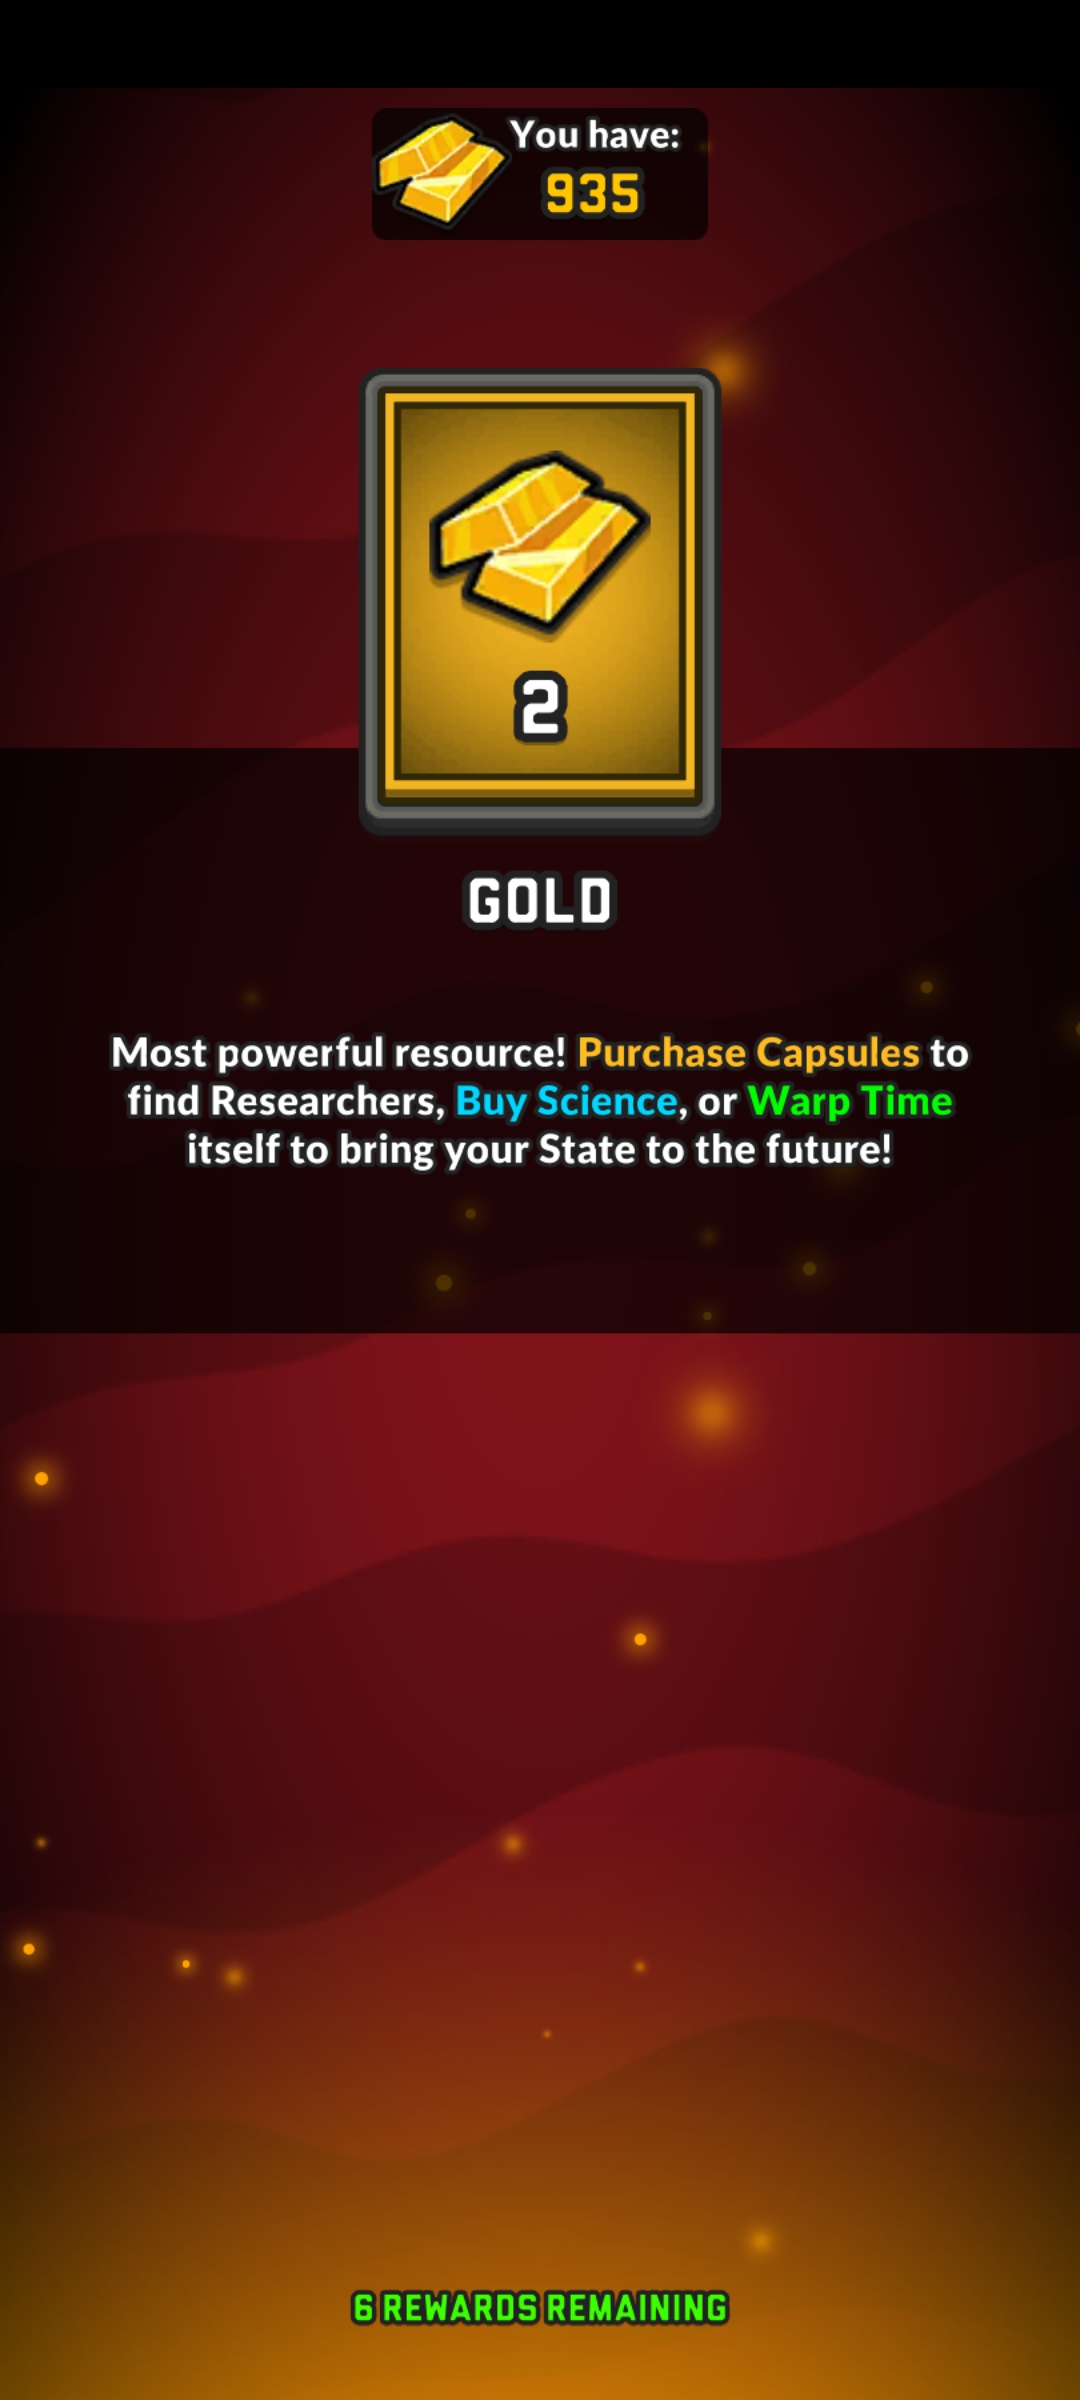 You have:
935
2
GOLD
Most powerful resource! Purchase Capsules to
find Researchers, Buy Science, or Warp Time
itself to bring your State to the future!
6 REWARDS REMAINING